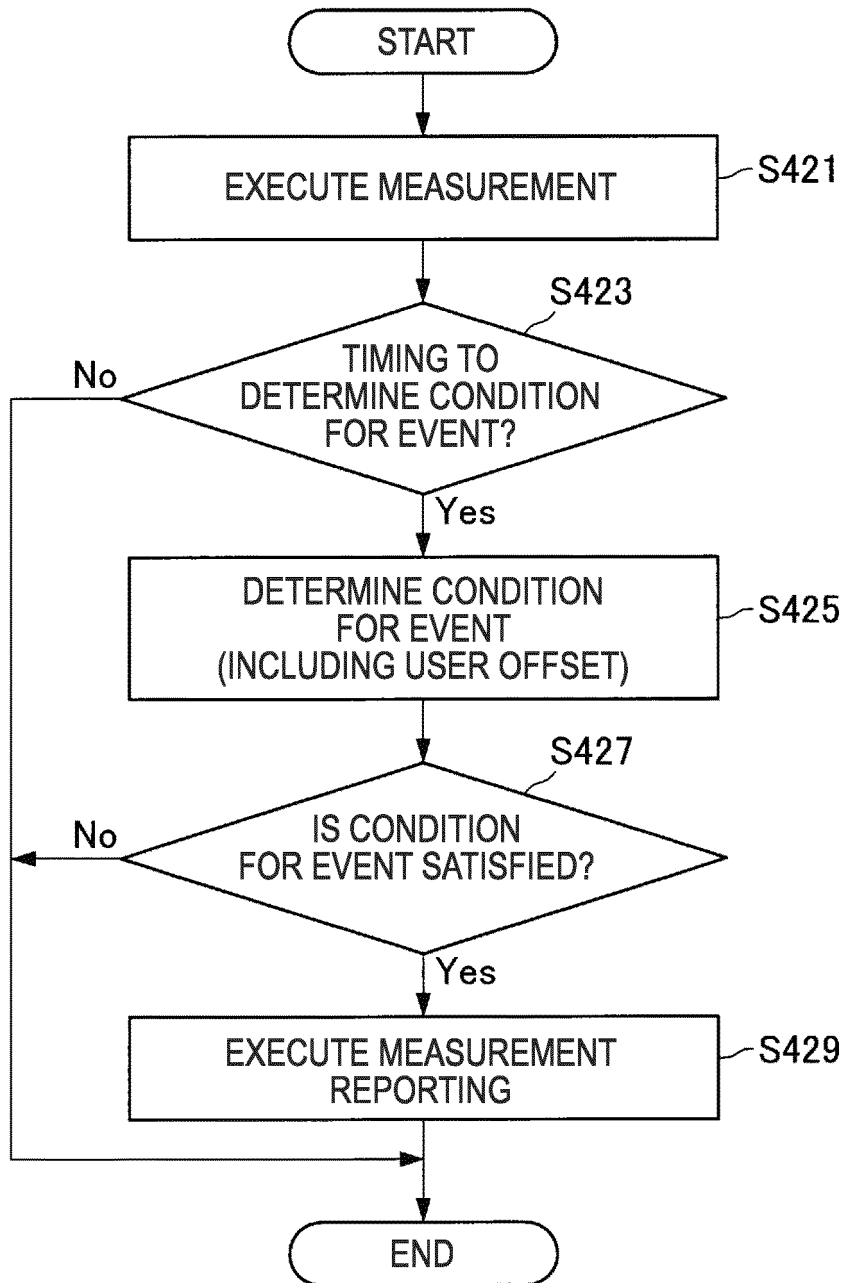 START
EXECUTE MEASUREMENT
S421
S423
TIMING TO
DETERMINE CONDITION
FOR EVENT?
No
Yes
DETERMINE CONDITION
FOR EVENT
(INCLUDING USER OFFSET)
S425
S427
IS CONDITION
FOR EVENT SATISFIED?
No
Yes
EXECUTE MEASUREMENT
REPORTING
S429
END